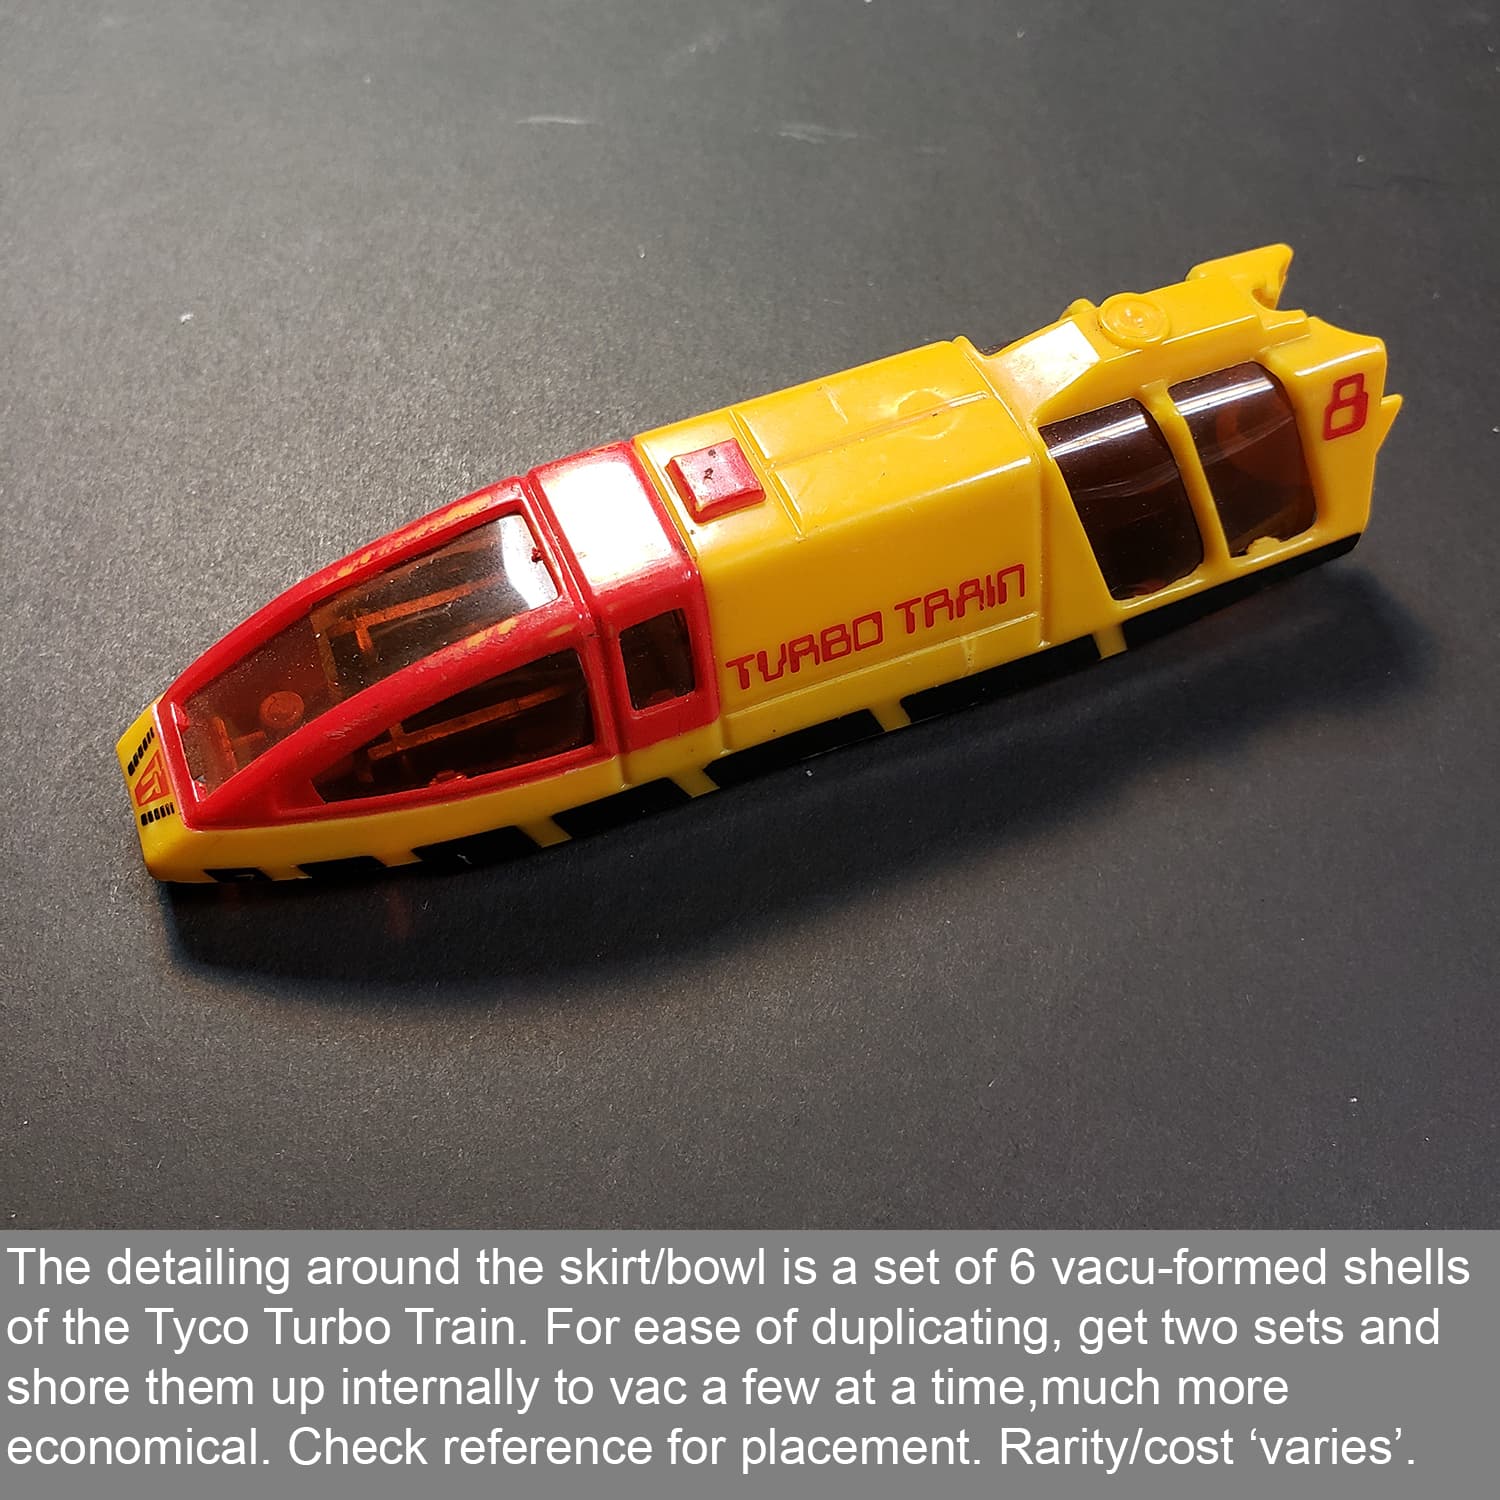 8
TURBO TRAIN
The detailing around the skirt/bowl is a set of 6 vacu-formed shells
of the Tyco Turbo Train. For ease of duplicating, get two sets and
shore them up internally to vac a few at a time,much more
economical. Check reference for placement. Rarity/cost ‘varies’.